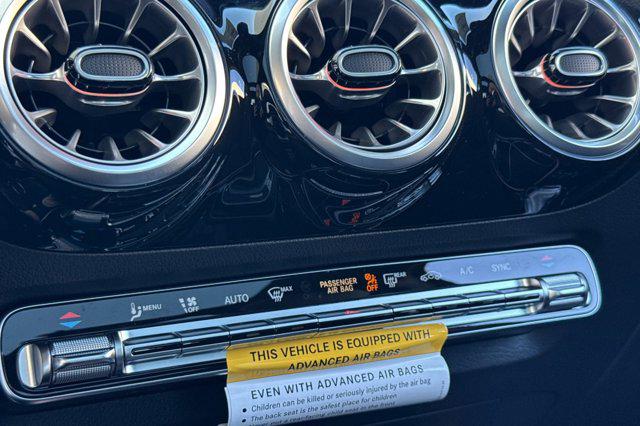 MENU
OFF
AUTO
MAX
PASSENGER
AIR BAG
OFF
REAR
A/C
SYNC
THIS VEHICLE IS EQUIPPED WITH
ADVANCED AIR BAGS
EVEN WITH ADVANCED AIR BAGS
• Children can be killed or seriously injured by the air bag
• The back seat is the safest place for children